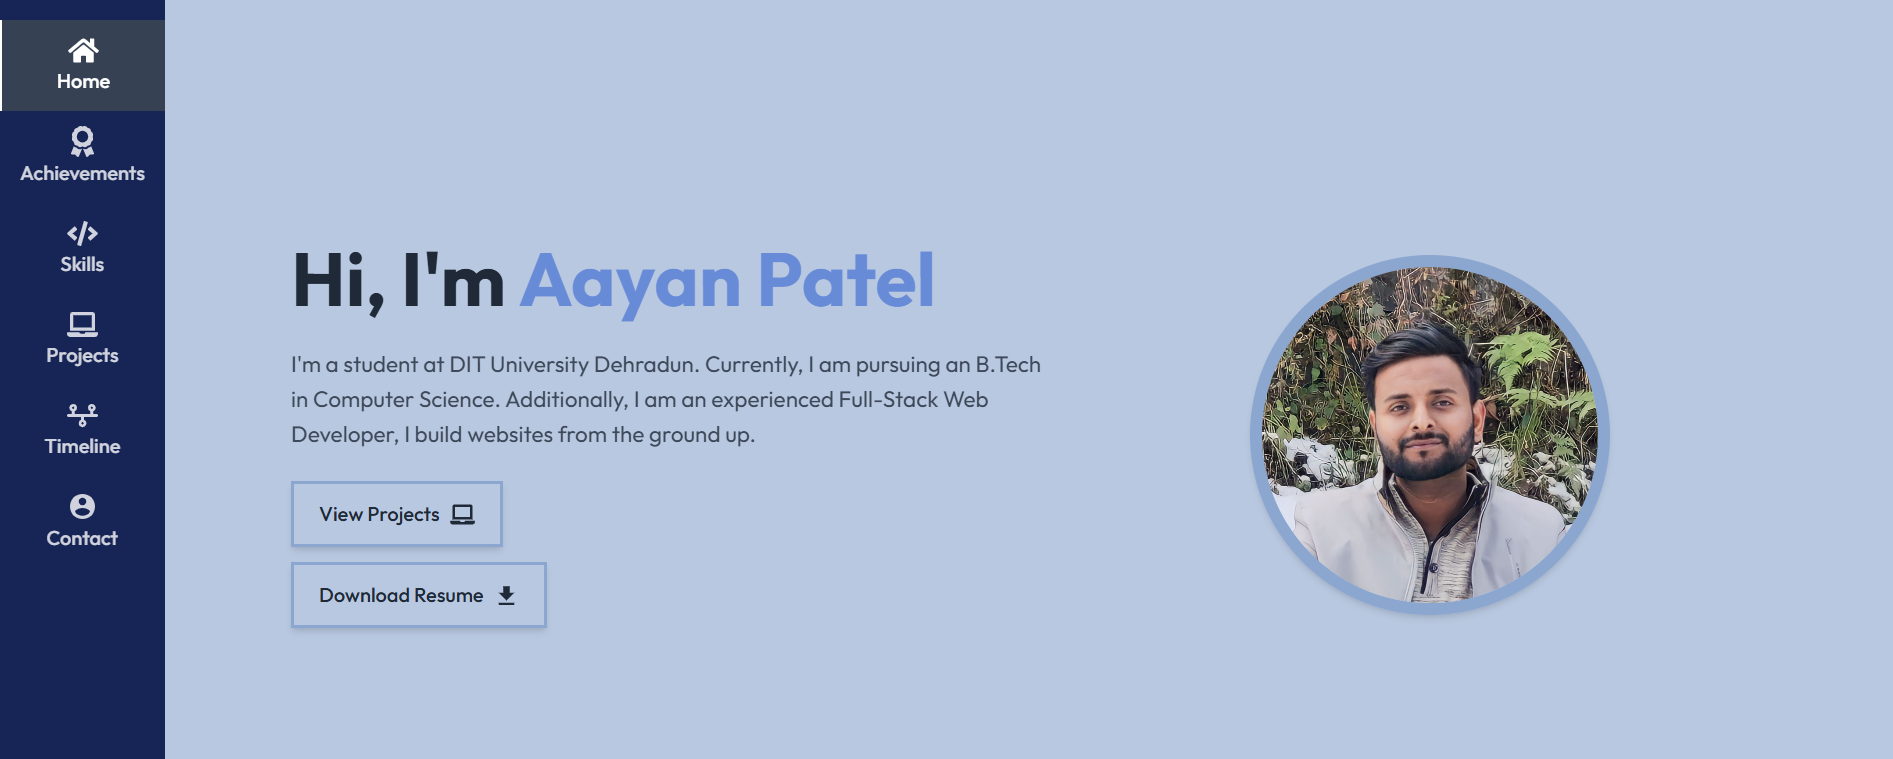 Home
Achievements
Skills
Projects
Timeline
Contact
Hi, I'm Aayan Patel
I'm a student at DIT University Dehradun. Currently, I am pursuing an B.Tech
in Computer Science. Additionally, I am an experienced Full-Stack Web
Developer, I build websites from the ground up.
View Projects
Download Resume